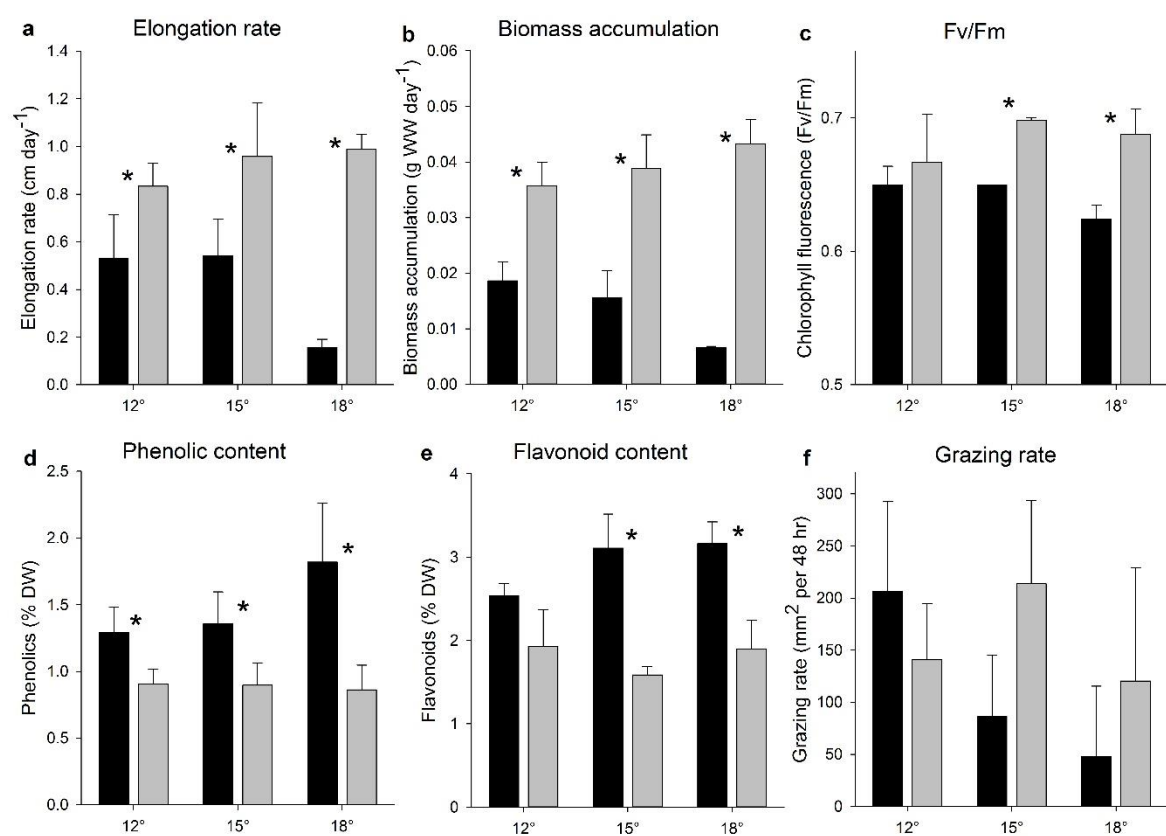 a Elongation rate
Elongation rate (cm day-1)
1.4
1.2
1.0
0.8
0.6
0.4
0.2
0.0
*
*
*
12° 15° 18°
b Biomass accumulation
Biomass accumulation (g WW day-1)
0.06
0.05
0.04
0.03
0.02
0.01
0.00
*
*
*
12° 15° 18°
c Fv/Fm
Chlorophyll fluorescence (Fv/Fm)
0.7
0.6
0.5
*
*
12° 15° 18°
d Phenolic content
Phenolics (% DW)
2.5
2.0
1.5
1.0
0.5
0.0
*
*
*
12° 15° 18°
e Flavonoid content
Flavonoids (% DW)
4
3
2
1
0
*
*
12° 15° 18°
f Grazing rate
Grazing rate (mm2 per 48 hr)
300
250
200
150
100
50
0
12° 15° 18°